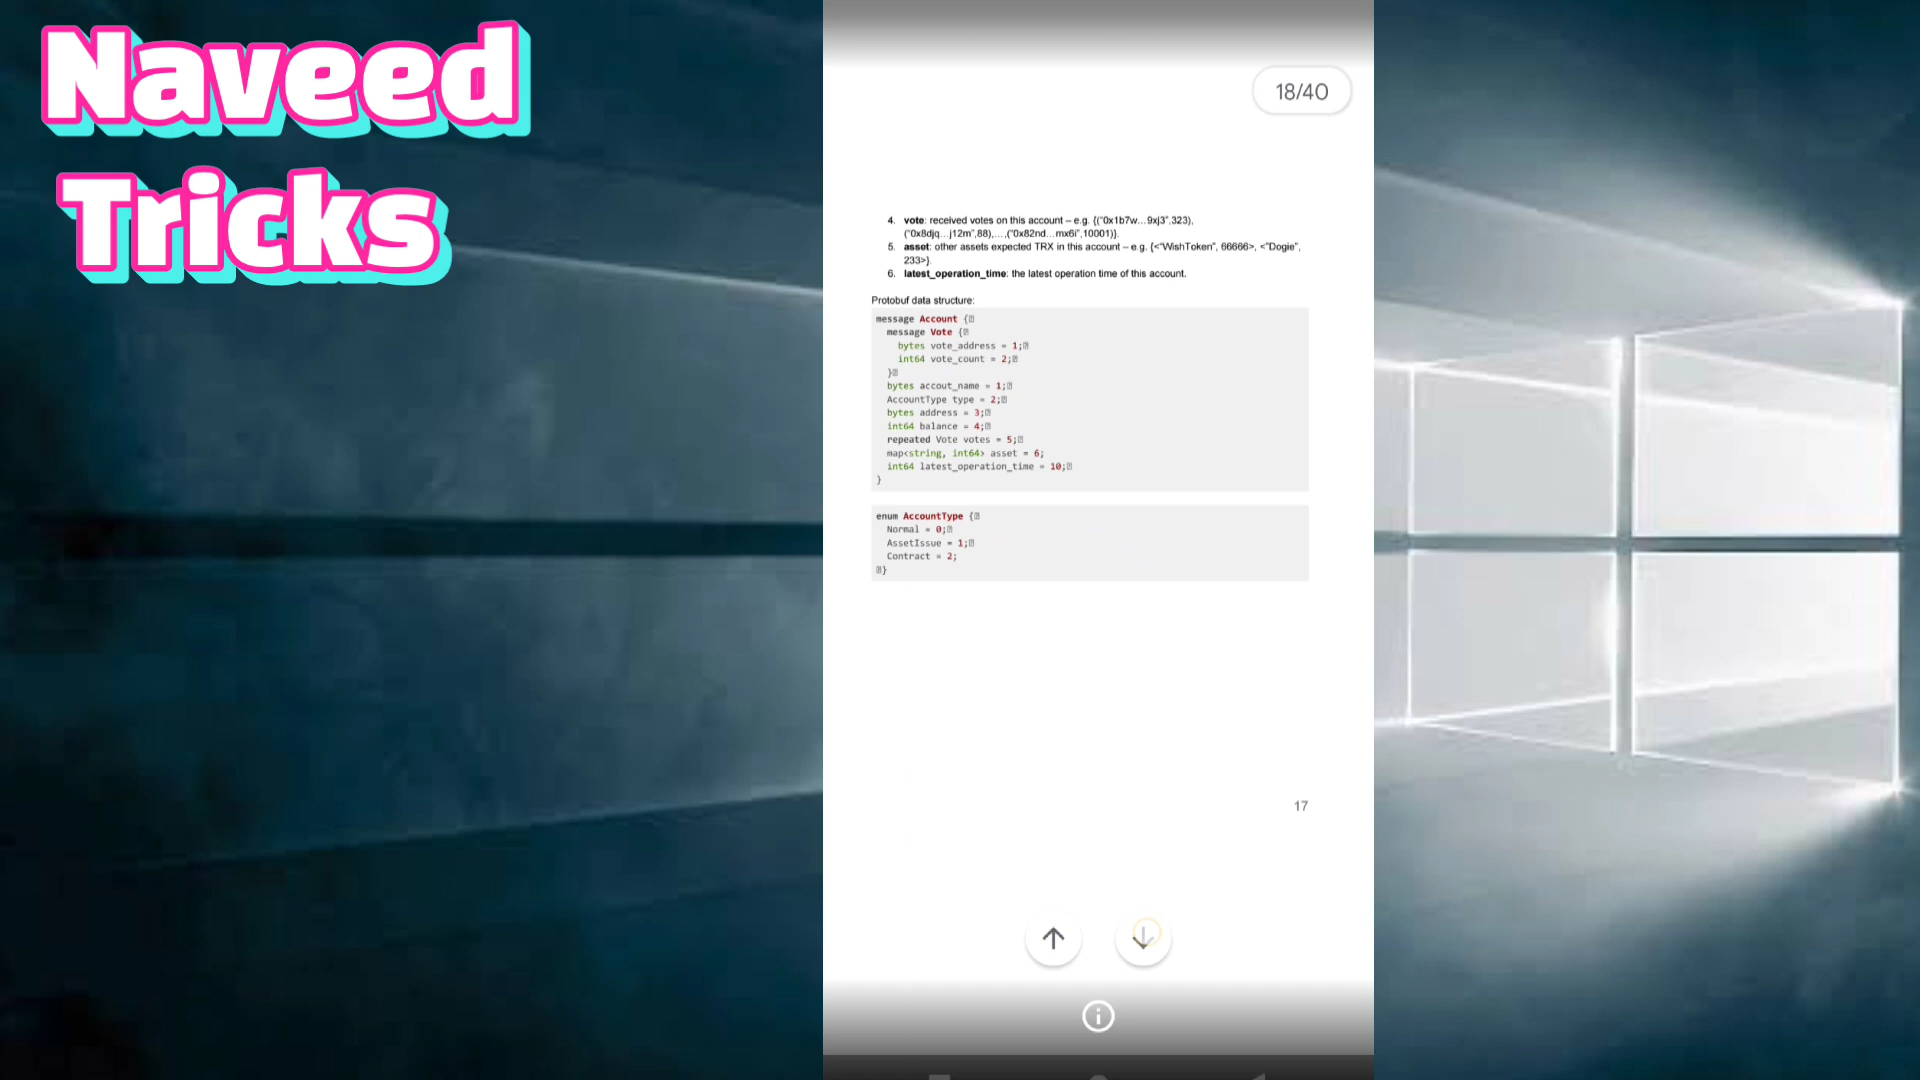 Naveed
Tricks
18/40
4. vote: received votes on this account – e.g. {("0x1b7w…9xj3",323),
("0x8djq…j12m",88),…,("0x82nd…mx6i",10001)}.
5. asset: other assets expected TRX in this account – e.g. {<"WishToken", 66666>, <"Dogie",
233>}.
6. latest_operation_time: the latest operation time of this account.
Protobuf data structure:
message Account {
message Vote {
bytes vote_address = 1;
int64 vote_count = 2;
}
bytes accout_name = 1;
AccountType type = 2;
bytes address = 3;
int64 balance = 4;
repeated Vote votes = 5;
map<string, int64> asset = 6;
int64 latest_operation_time = 10;
}
enum AccountType {
Normal = 0;
AssetIssue = 1;
Contract = 2;
}
17